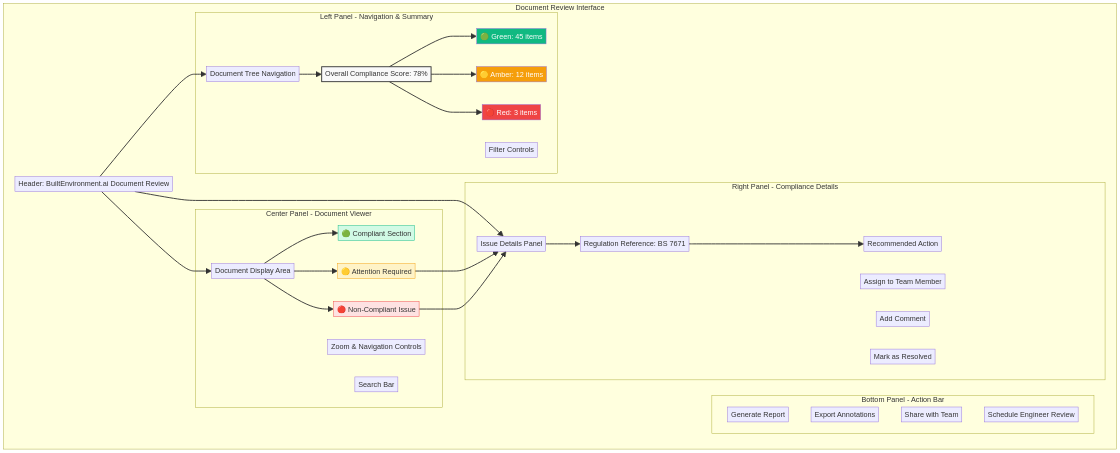 Document Review Interface
Left Panel - Navigation & Summary
🟢 Green: 45 items
Document Tree Navigation
Overall Compliance Score: 78%
🟡 Amber: 12 items
🔴 Red: 3 items
Filter Controls
Header: BuiltEnvironment.ai Document Review
Right Panel - Compliance Details
Center Panel - Document Viewer
🟢 Compliant Section
Issue Details Panel
Regulation Reference: BS 7671
Recommended Action
Document Display Area
🟡 Attention Required
Assign to Team Member
🔴 Non-Compliant Issue
Add Comment
Zoom & Navigation Controls
Mark as Resolved
Search Bar
Bottom Panel - Action Bar
Generate Report
Export Annotations
Share with Team
Schedule Engineer Review